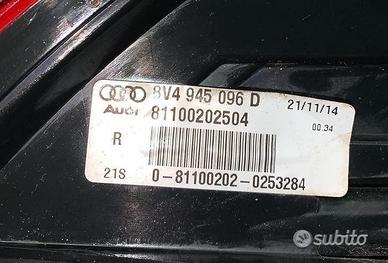 8V4 945 096 D
21/11/14
Audi
81100202504
00.34
R
21S
0-81100202-0253284
subito